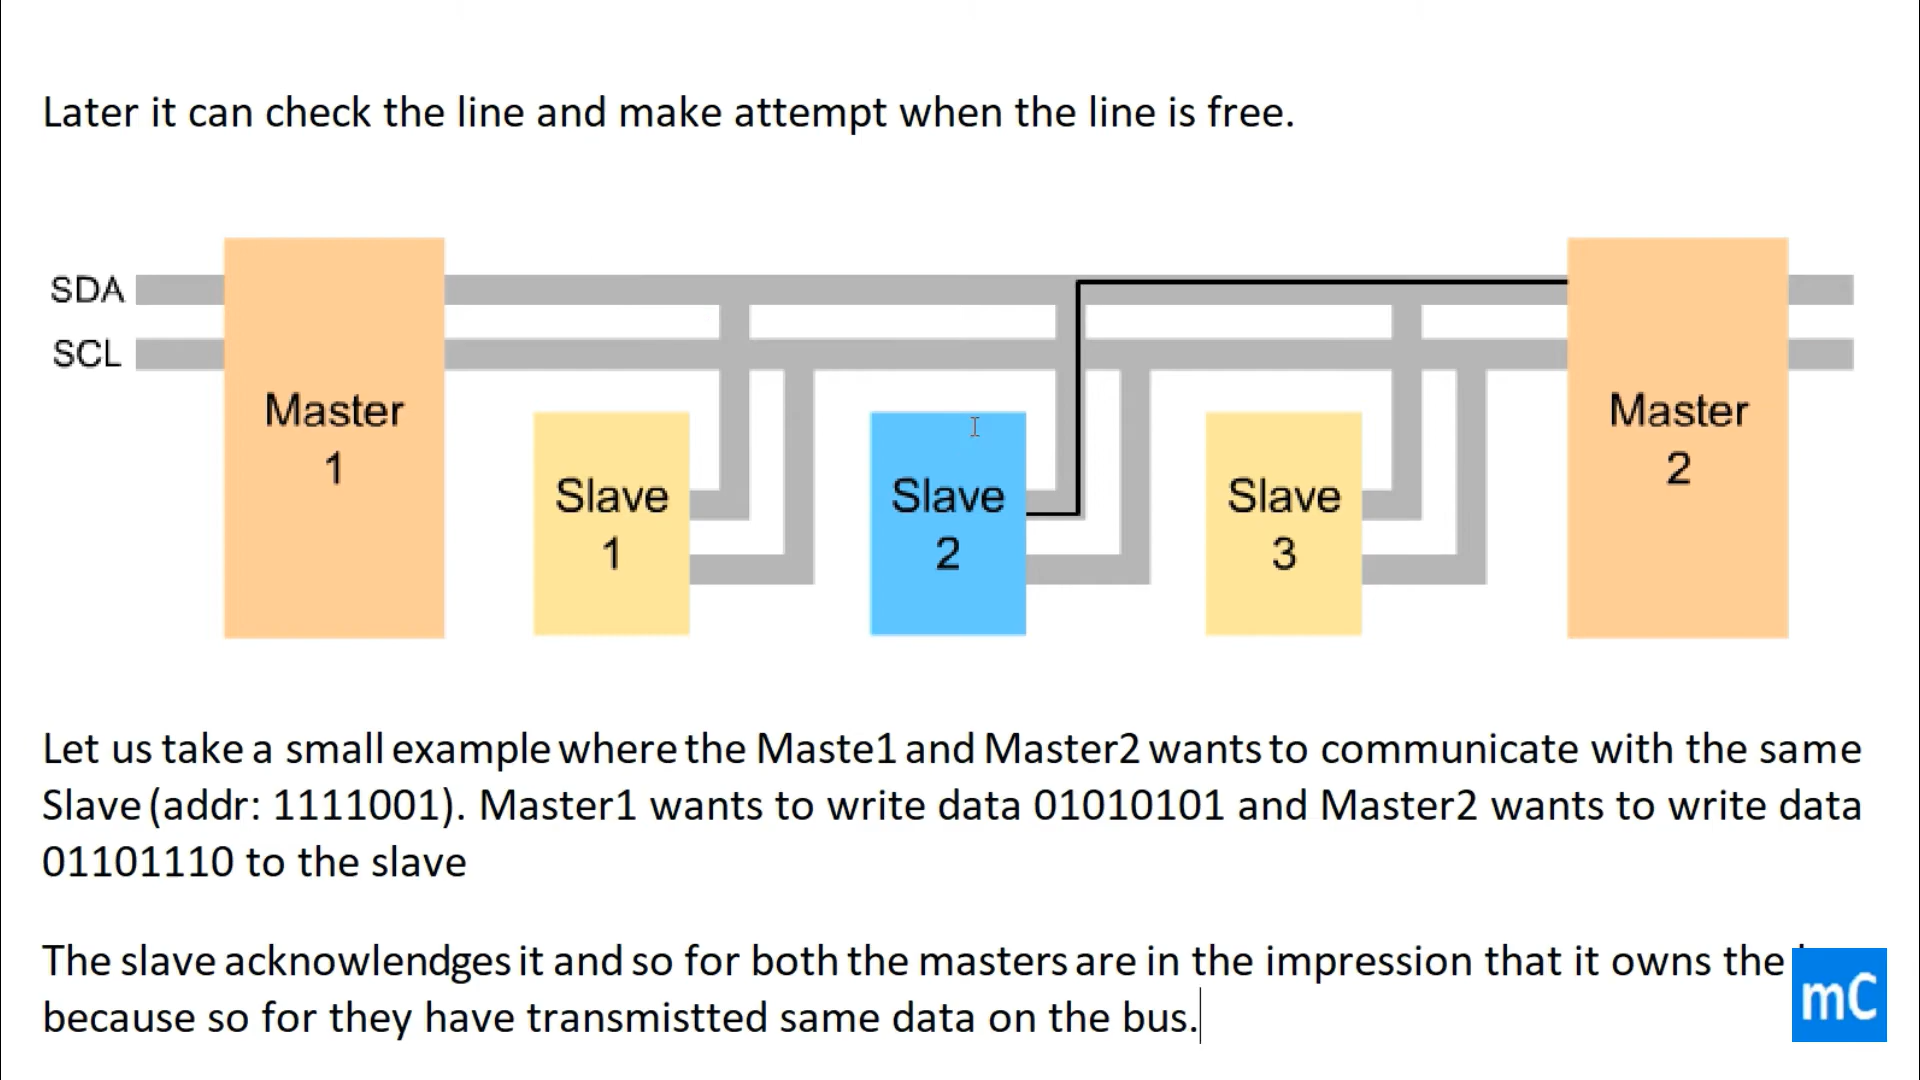 Later it can check the line and make attempt when the line is free.
SDA
SCL
Master
1
Slave
1
Slave
2
Slave
3
Master
2
Let us take a small example where the Maste1 and Master2 wants to communicate with the same
Slave (addr: 1111001). Master1 wants to write data 01010101 and Master2 wants to write data
01101110 to the slave
The slave acknowlendges it and so for both the masters are in the impression that it owns the
because so for they have transmistted same data on the bus.
mC